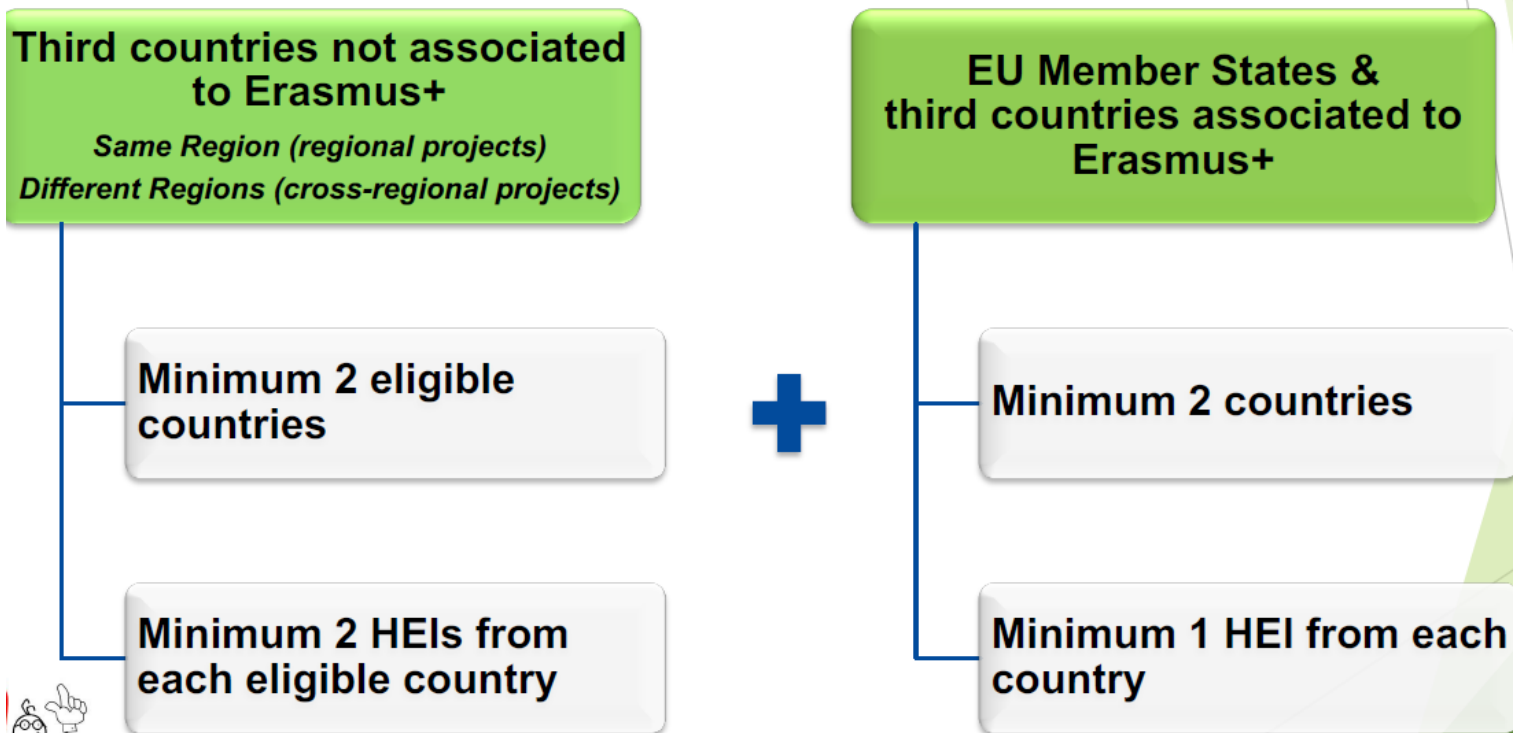 Third countries not associated
to Erasmus+
Same Region (regional projects)
Different Regions (cross-regional projects)
Minimum 2 eligible
countries
Minimum 2 HEIs from
each eligible country
EU Member States &
third countries associated to
Erasmus+
Minimum 2 countries
Minimum 1 HEI from each
country